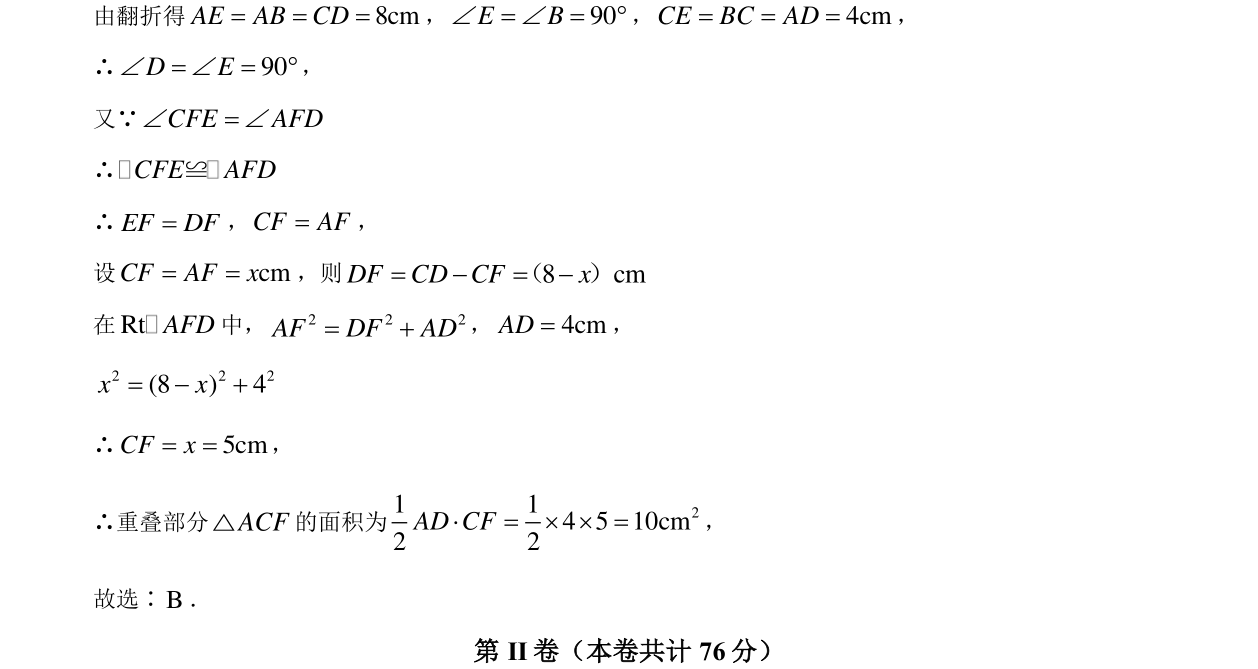 由翻折得 AE = AB = CD = 8cm，∠E = ∠B = 90°，CE = BC = AD = 4cm，
∴ ∠D = ∠E = 90°，
又∵ ∠CFE = ∠AFD
∴ □CFE≌□AFD
∴ EF = DF，CF = AF，
设 CF = AF = xcm，则 DF = CD − CF =（8 − x）cm
在 Rt□AFD 中，AF² = DF² + AD²，AD = 4cm，
x² = (8 − x)² + 4²
∴ CF = x = 5cm，
∴重叠部分△ACF 的面积为 1/2 AD·CF = 1/2 × 4 × 5 = 10cm²，
故选：B．
第 II 卷（本卷共计 76 分）